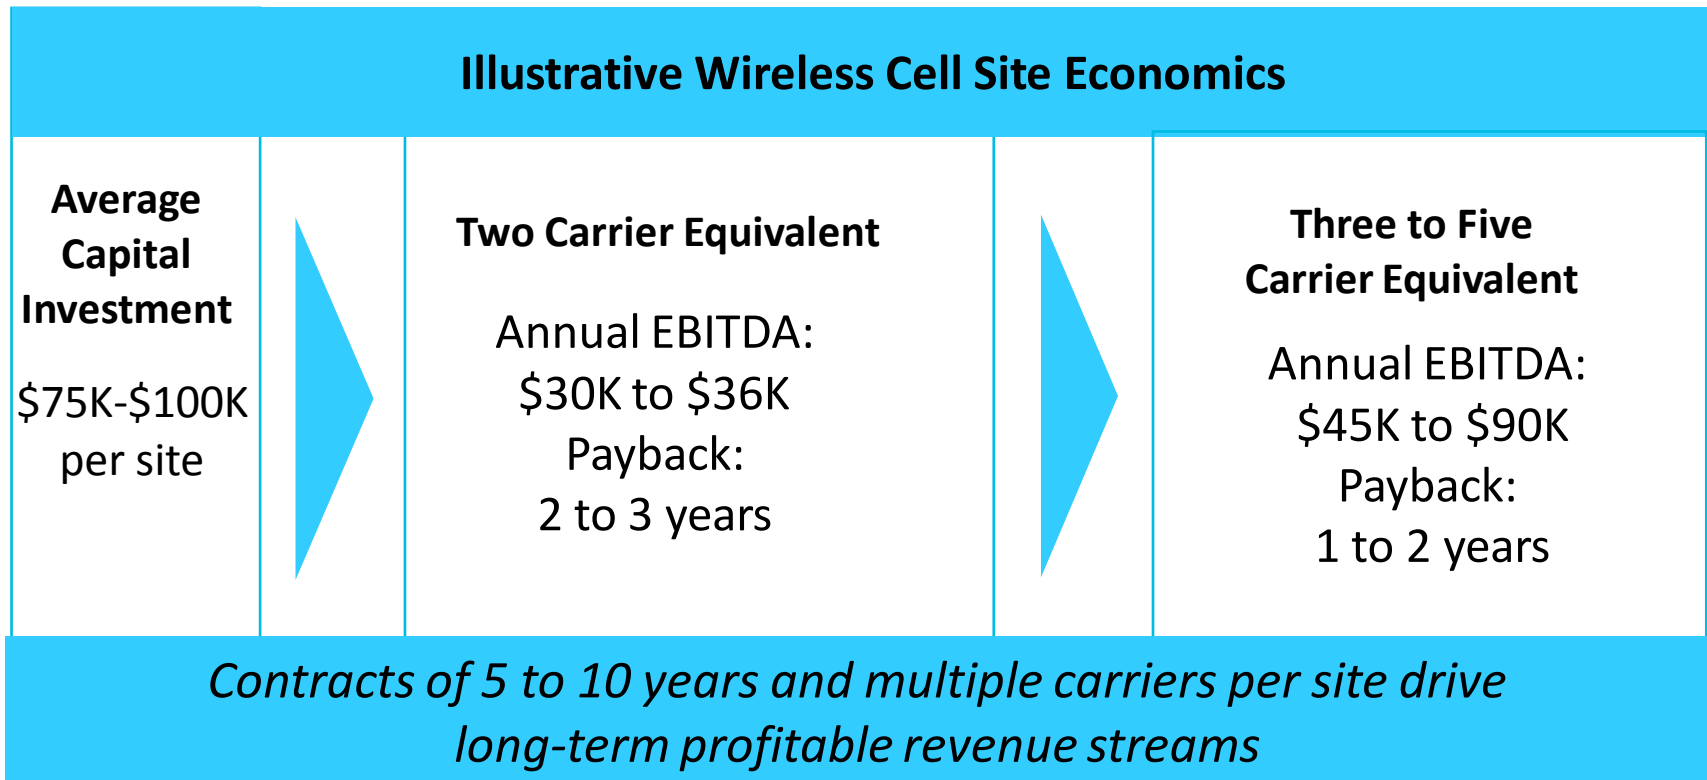 Illustrative Wireless Cell Site Economics
Average
Capital
Investment
$75K-$100K
per site
Two Carrier Equivalent
Annual EBITDA:
$30K to $36K
Payback:
2 to 3 years
Three to Five
Carrier Equivalent
Annual EBITDA:
$45K to $90K
Payback:
1 to 2 years
Contracts of 5 to 10 years and multiple carriers per site drive
long-term profitable revenue streams